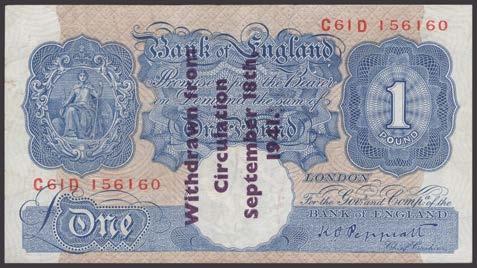 C61D 156160
Bank of England
Promise to pay the Bearer
on Demand the sum of
One Pound
1
POUND
Withdrawn from
Circulation
September 18th
1941.
C61D 156160
LONDON
For the Govr. and Compa. of the
BANK OF ENGLAND
K O Peppiatt
Chief Cashier
£One